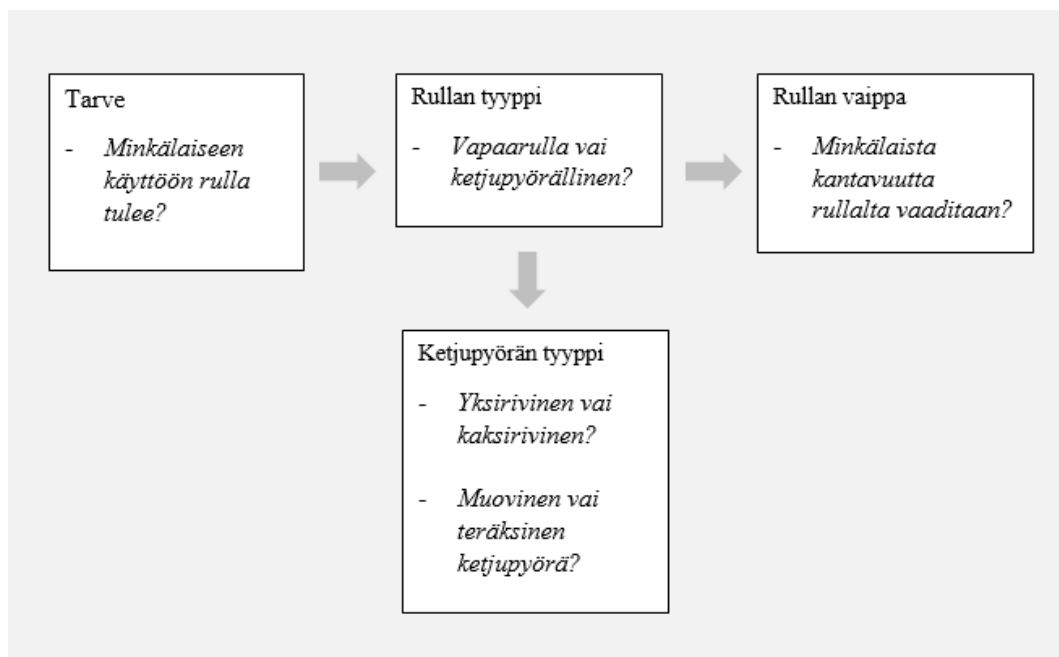 Tarve
- Minkälaiseen
käyttöön rulla
tulee?
Rullan tyyppi
- Vapaarulla vai
ketjupyörällinen?
Rullan vaippa
- Minkälaista
kantavuutta
rullalta vaaditaan?
Ketjupyörän tyyppi
- Yksirivinen vai
kaksirivinen?
- Muovinen vai
teräksinen
ketjupyörä?